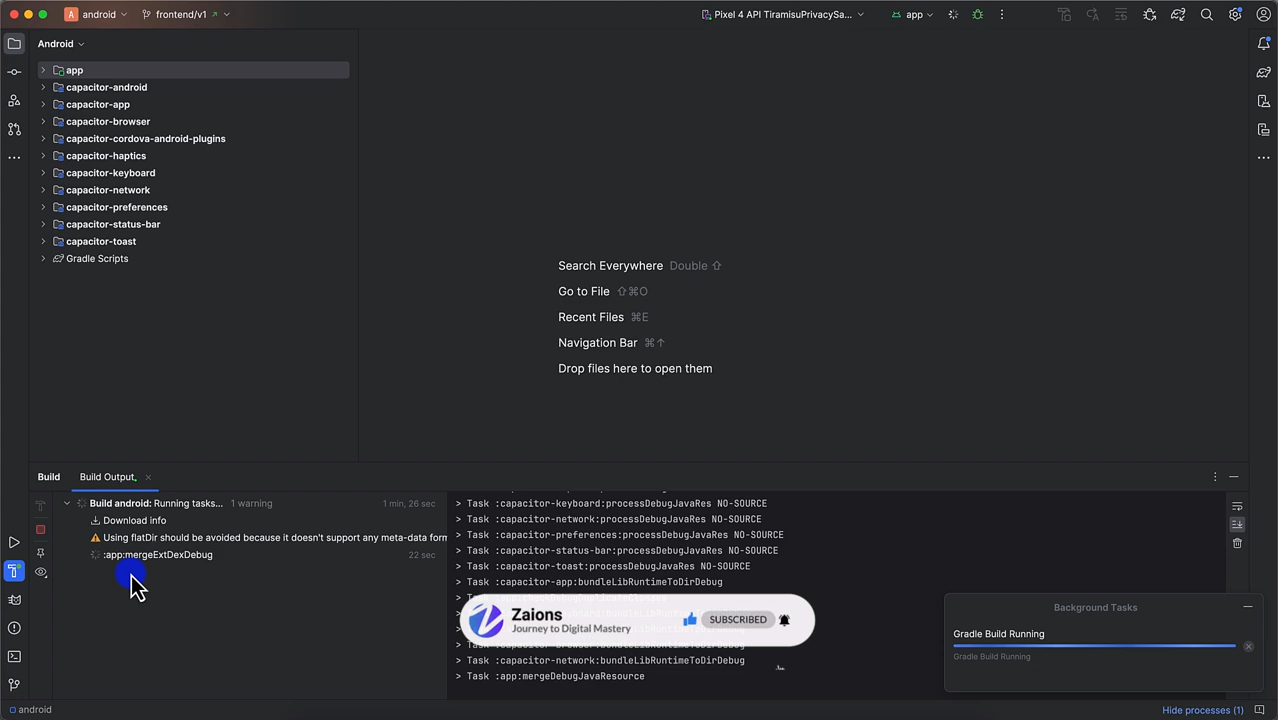 A android
frontend/v1
Pixel 4 API TiramisuPrivacySa...
app
Android
app
capacitor-android
capacitor-app
capacitor-browser
capacitor-cordova-android-plugins
capacitor-haptics
capacitor-keyboard
capacitor-network
capacitor-preferences
capacitor-status-bar
capacitor-toast
Gradle Scripts
Search Everywhere Double ⇧
Go to File ⇧⌘O
Recent Files ⌘E
Navigation Bar ⌘↑
Drop files here to open them
Build Build Output
Build android: Running tasks... 1 warning 1 min, 26 sec
Download info
Using flatDir should be avoided because it doesn't support any meta-data form
:app:mergeExtDexDebug 22 sec
> Task :capacitor-keyboard:processDebugJavaRes NO-SOURCE
> Task :capacitor-network:processDebugJavaRes NO-SOURCE
> Task :capacitor-preferences:processDebugJavaRes NO-SOURCE
> Task :capacitor-status-bar:processDebugJavaRes NO-SOURCE
> Task :capacitor-toast:processDebugJavaRes NO-SOURCE
> Task :capacitor-app:bundleLibRuntimeToDirDebug
> Task :capacitor-network:bundleLibRuntimeToDirDebug
> Task :app:mergeDebugJavaResource
Zaions
Journey to Digital Mastery
SUBSCRIBED
Background Tasks
Gradle Build Running
Gradle Build Running
android
Hide processes (1)